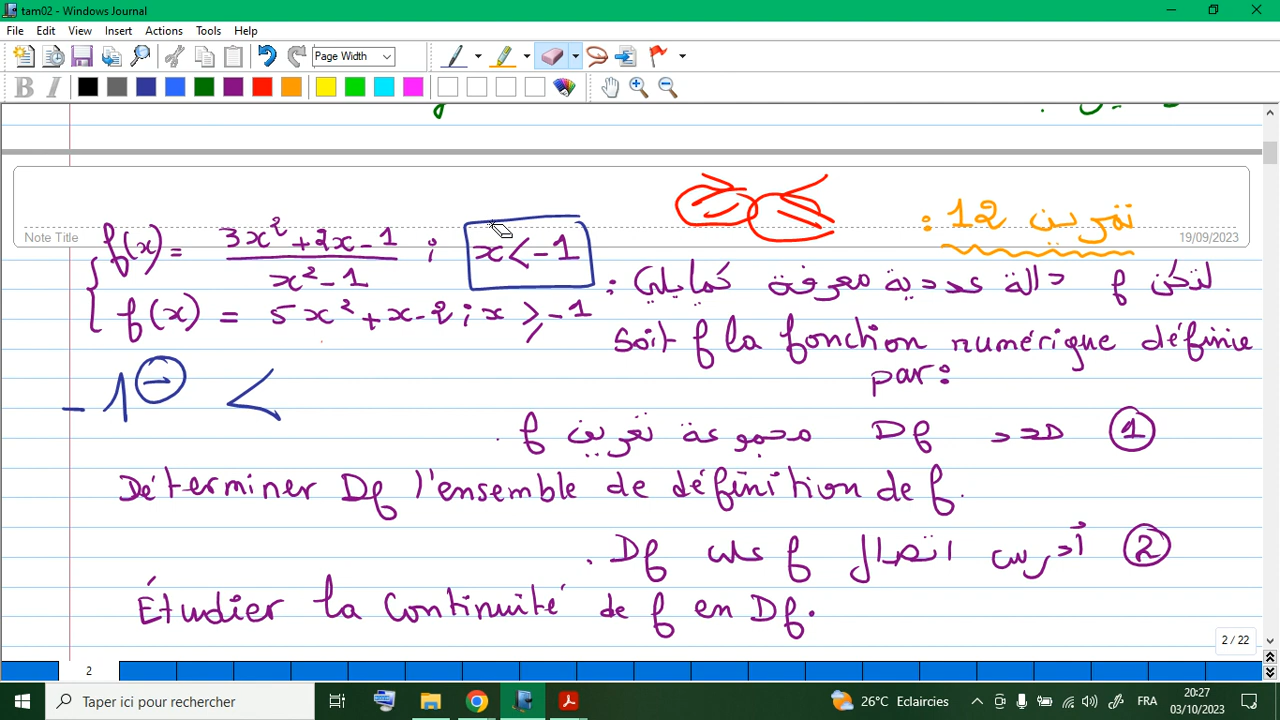 tam02 - Windows Journal
File Edit View Insert Actions Tools Help
Page Width
B I
تمرين 12 :
Note Title
19/09/2023
f(x) = (3x² + 2x - 1) / (x² - 1) ; x < -1
f(x) = 5x² + x - 2 ; x ≥ -1
لتكن f دالة عددية معرفة كمايلي :
Soit f la fonction numérique définie
par:
-1⁻ <
> <
① حدد Df مجموعة تعريف f .
Déterminer Df l'ensemble de définition de f.
② أدرس اتصال f على Df .
Étudier la continuité de f en Df.
2 / 22
2
Taper ici pour rechercher
26°C Eclaircies
FRA
20:27
03/10/2023